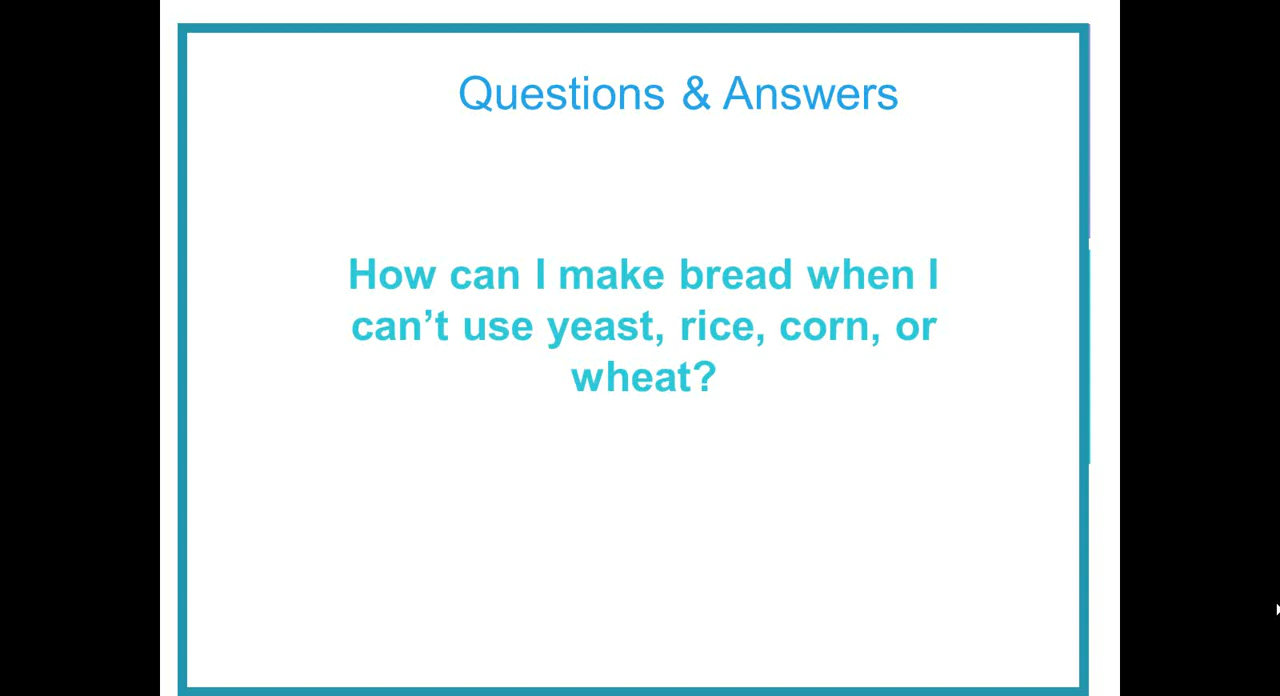 Questions & Answers
How can I make bread when I
can’t use yeast, rice, corn, or
wheat?